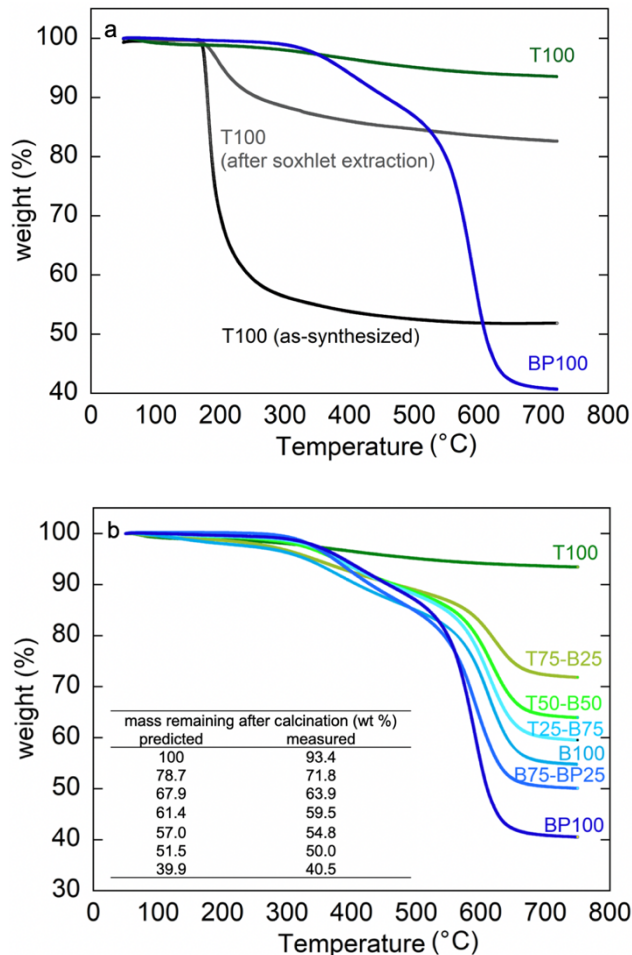 a
100
90
80
70
60
50
40
weight (%)
T100
T100
(after soxhlet extraction)
T100 (as-synthesized)
BP100
0 100 200 300 400 500 600 700 800
Temperature (°C)
b
100
90
80
70
60
50
40
30
weight (%)
T100
T75-B25
T50-B50
T25-B75
B100
B75-BP25
BP100
mass remaining after calcination (wt %)
predicted measured
100 93.4
78.7 71.8
67.9 63.9
61.4 59.5
57.0 54.8
51.5 50.0
39.9 40.5
0 100 200 300 400 500 600 700 800
Temperature (°C)